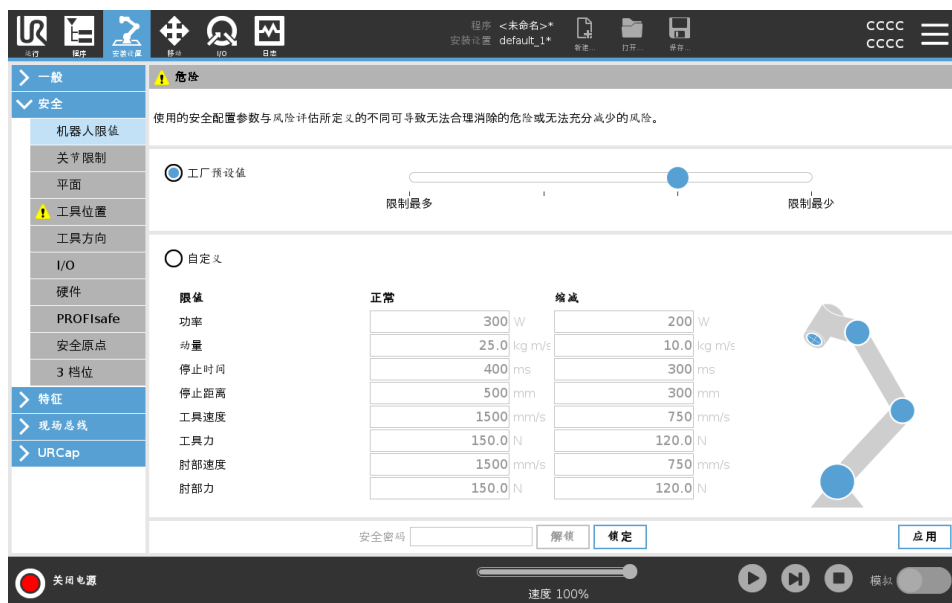 程序 <未命名>*
安装设置 default_1*
CCCC
CCCC
运行 程序 安装设置 移动 I/O 日志 新建... 打开... 保存...
一般
安全
机器人限值
关节限制
平面
工具位置
工具方向
I/O
硬件
PROFIsafe
安全原点
3 档位
特征
现场总线
URCap
危险
使用的安全配置参数与风险评估所定义的不同可导致无法合理消除的危险或无法充分减少的风险。
工厂预设值
限制最多 限制最少
自定义
限值 正常 缩减
功率 300 W 200 W
动量 25.0 kg m/s 10.0 kg m/s
停止时间 400 ms 300 ms
停止距离 500 mm 300 mm
工具速度 1500 mm/s 750 mm/s
工具力 150.0 N 120.0 N
肘部速度 1500 mm/s 750 mm/s
肘部力 150.0 N 120.0 N
安全密码 解锁 锁定 应用
关闭电源
速度 100%
模拟